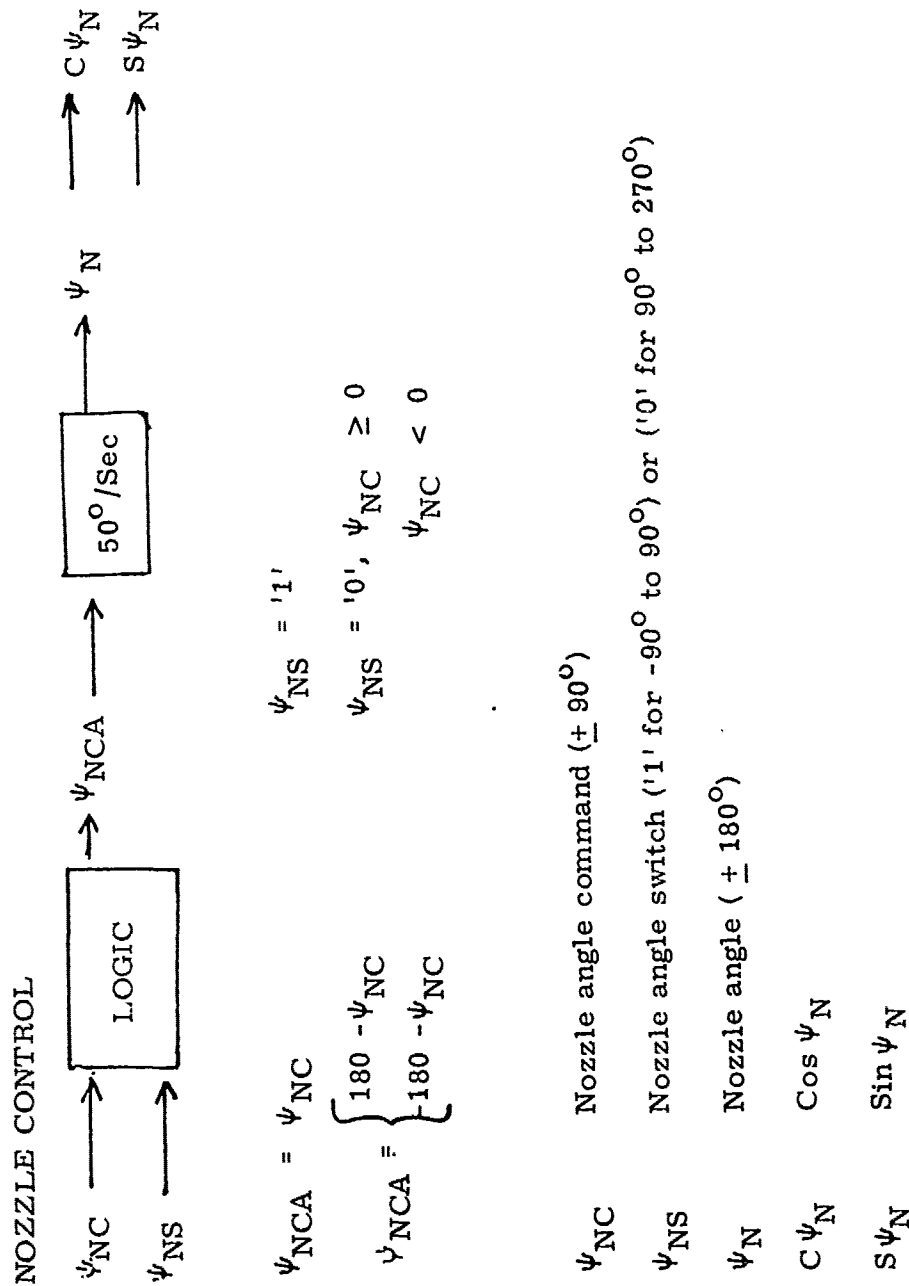 NOZZLE CONTROL
ψNC
ψNS
LOGIC
ψNCA
50°/Sec
ψN
CψN
SψN
ψNCA = ψNC    ψNS = '1'
ψNCA = { 180 -ψNC    ψNS = '0', ψNC ≥ 0
-180 -ψNC    ψNC < 0
ψNC    Nozzle angle command (± 90°)
ψNS    Nozzle angle switch ('1' for -90° to 90°) or ('0' for 90° to 270°)
ψN    Nozzle angle ( ± 180°)
CψN    Cos ψN
SψN    Sin ψN